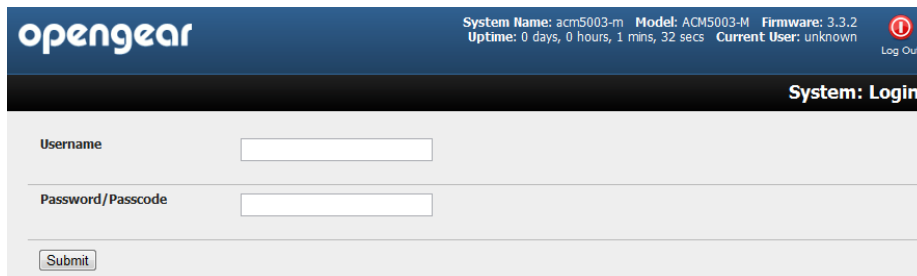 opengear
System Name: acm5003-m Model: ACM5003-M Firmware: 3.3.2
Uptime: 0 days, 0 hours, 1 mins, 32 secs Current User: unknown
Log Ou
System: Login
Username
Password/Passcode
Submit